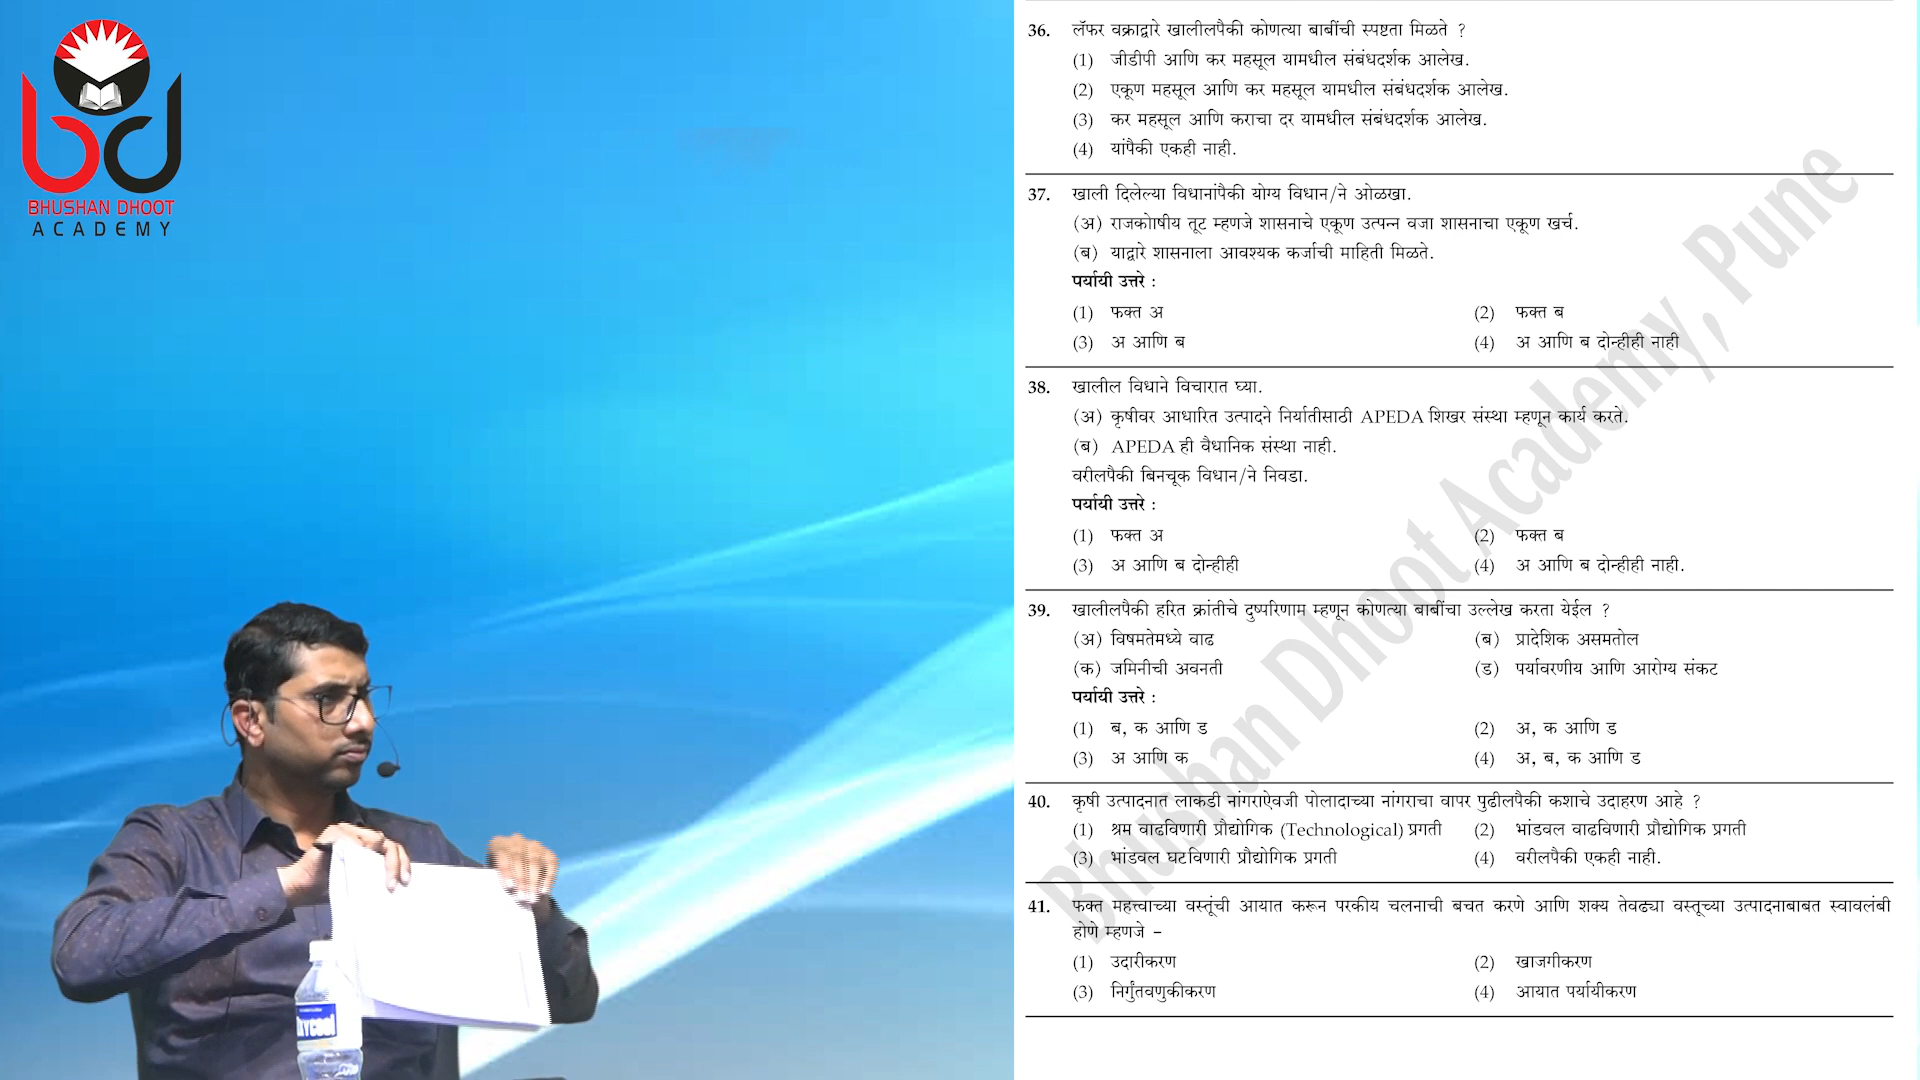 BHUSHAN DHOOT
ACADEMY
36. लॅफर वक्राद्वारे खालीलपैकी कोणत्या बाबींची स्पष्टता मिळते ?
(1) जीडीपी आणि कर महसूल यामधील संबंधदर्शक आलेख.
(2) एकूण महसूल आणि कर महसूल यामधील संबंधदर्शक आलेख.
(3) कर महसूल आणि कराचा दर यामधील संबंधदर्शक आलेख.
(4) यांपैकी एकही नाही.
37. खाली दिलेल्या विधानांपैकी योग्य विधान/ने ओळखा.
(अ) राजकोाषीय तूट म्हणजे शासनाचे एकूण उत्पन्न वजा शासनाचा एकूण खर्च.
(ब) याद्वारे शासनाला आवश्यक कर्जाची माहिती मिळते.
पर्यायी उत्तरे :
(1) फक्त अ (2) फक्त ब
(3) अ आणि ब (4) अ आणि ब दोन्हीही नाही
38. खालील विधाने विचारात घ्या.
(अ) कृषीवर आधारित उत्पादने निर्यातीसाठी APEDA शिखर संस्था म्हणून कार्य करते.
(ब) APEDA ही वैधानिक संस्था नाही.
वरीलपैकी बिनचूक विधान/ने निवडा.
पर्यायी उत्तरे :
(1) फक्त अ (2) फक्त ब
(3) अ आणि ब दोन्हीही (4) अ आणि ब दोन्हीही नाही.
39. खालीलपैकी हरित क्रांतीचे दुष्परिणाम म्हणून कोणत्या बाबींचा उल्लेख करता येईल ?
(अ) विषमतेमध्ये वाढ (ब) प्रादेशिक असमतोल
(क) जमिनीची अवनती (ड) पर्यावरणीय आणि आरोग्य संकट
पर्यायी उत्तरे :
(1) ब, क आणि ड (2) अ, क आणि ड
(3) अ आणि क (4) अ, ब, क आणि ड
40. कृषी उत्पादनात लाकडी नांगराऐवजी पोलादाच्या नांगराचा वापर पुढीलपैकी कशाचे उदाहरण आहे ?
(1) श्रम वाढविणारी प्रौद्योगिक (Technological) प्रगती (2) भांडवल वाढविणारी प्रौद्योगिक प्रगती
(3) भांडवल घटविणारी प्रौद्योगिक प्रगती (4) वरीलपैकी एकही नाही.
41. फक्त महत्त्वाच्या वस्तूंची आयात करून परकीय चलनाची बचत करणे आणि शक्य तेवढ्या वस्तूच्या उत्पादनाबाबत स्वावलंबी
होणे म्हणजे –
(1) उदारीकरण (2) खाजगीकरण
(3) निर्गुंतवणुकीकरण (4) आयात पर्यायीकरण
Bhushan Dhoot Academy, Pune